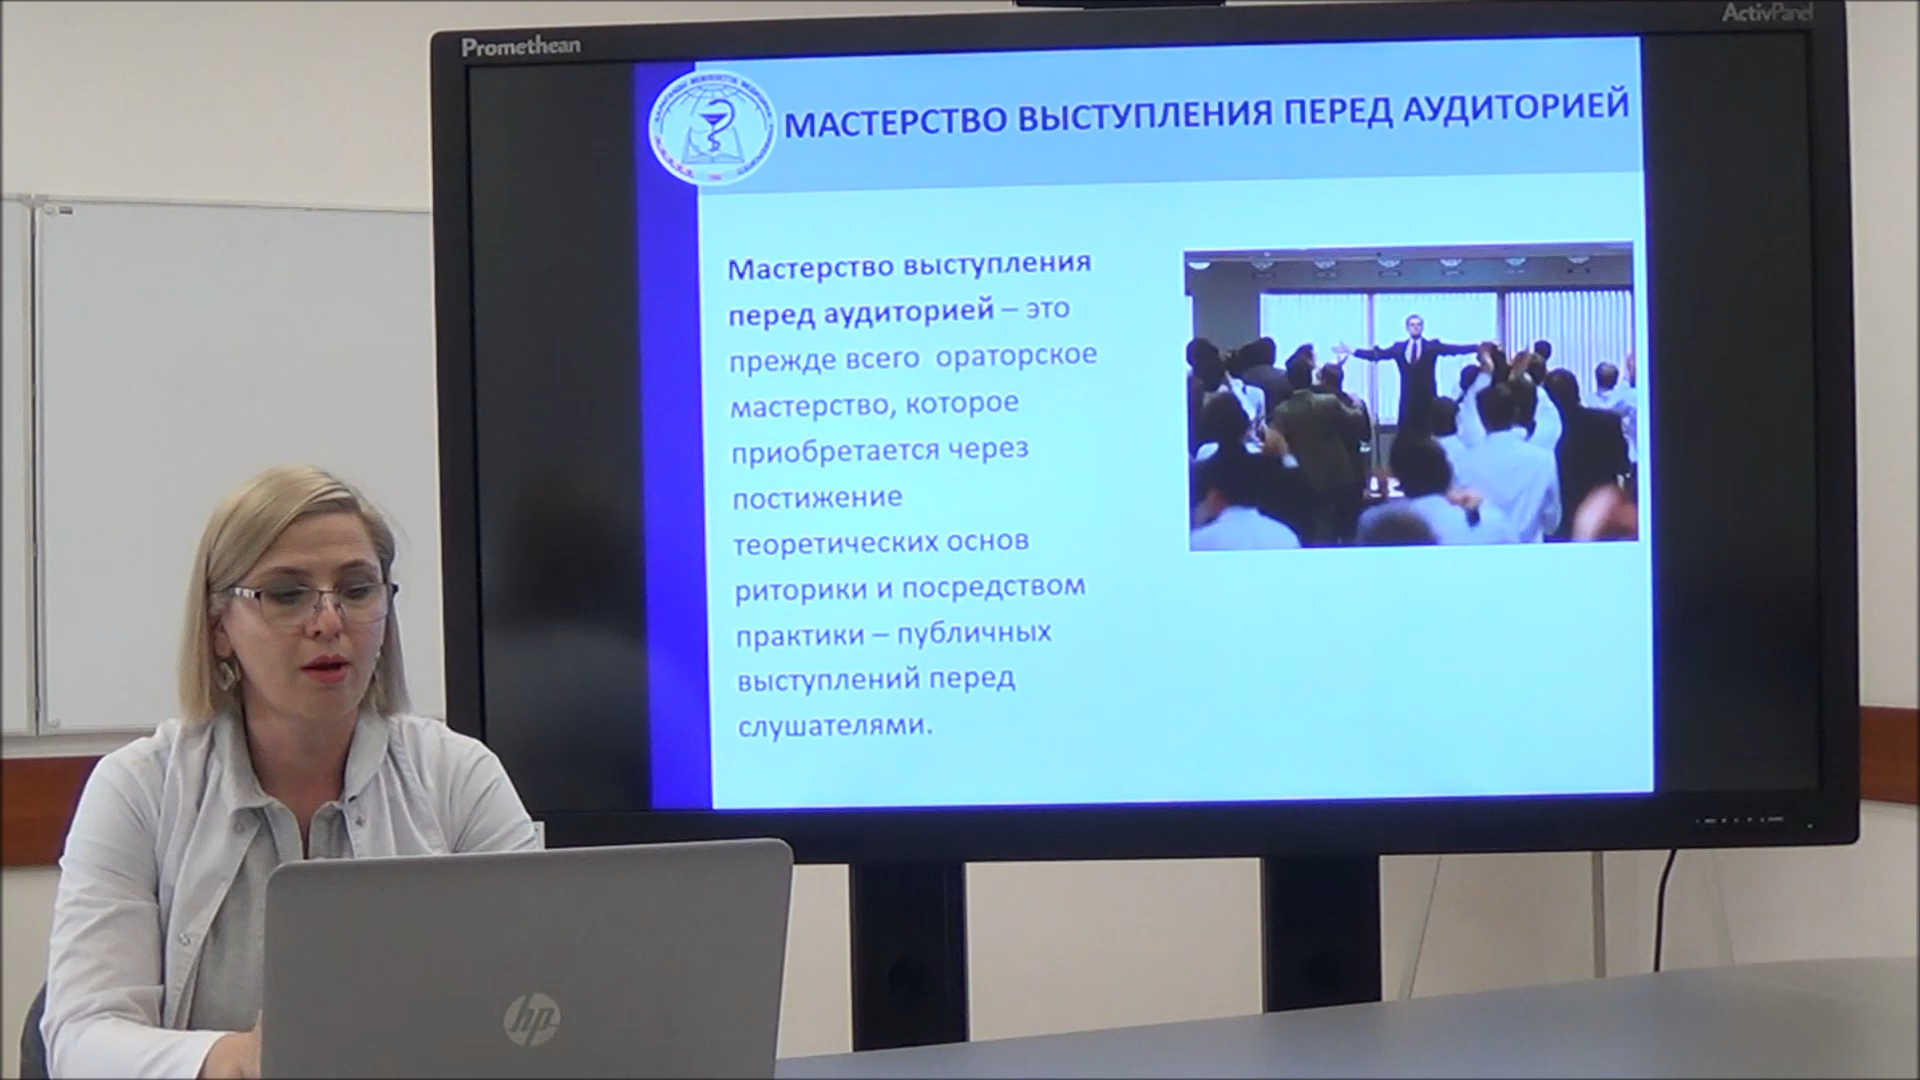 Promethean
ActivPanel
МАСТЕРСТВО ВЫСТУПЛЕНИЯ ПЕРЕД АУДИТОРИЕЙ
Мастерство выступления
перед аудиторией – это
прежде всего ораторское
мастерство, которое
приобретается через
постижение
теоретических основ
риторики и посредством
практики – публичных
выступлений перед
слушателями.
hp